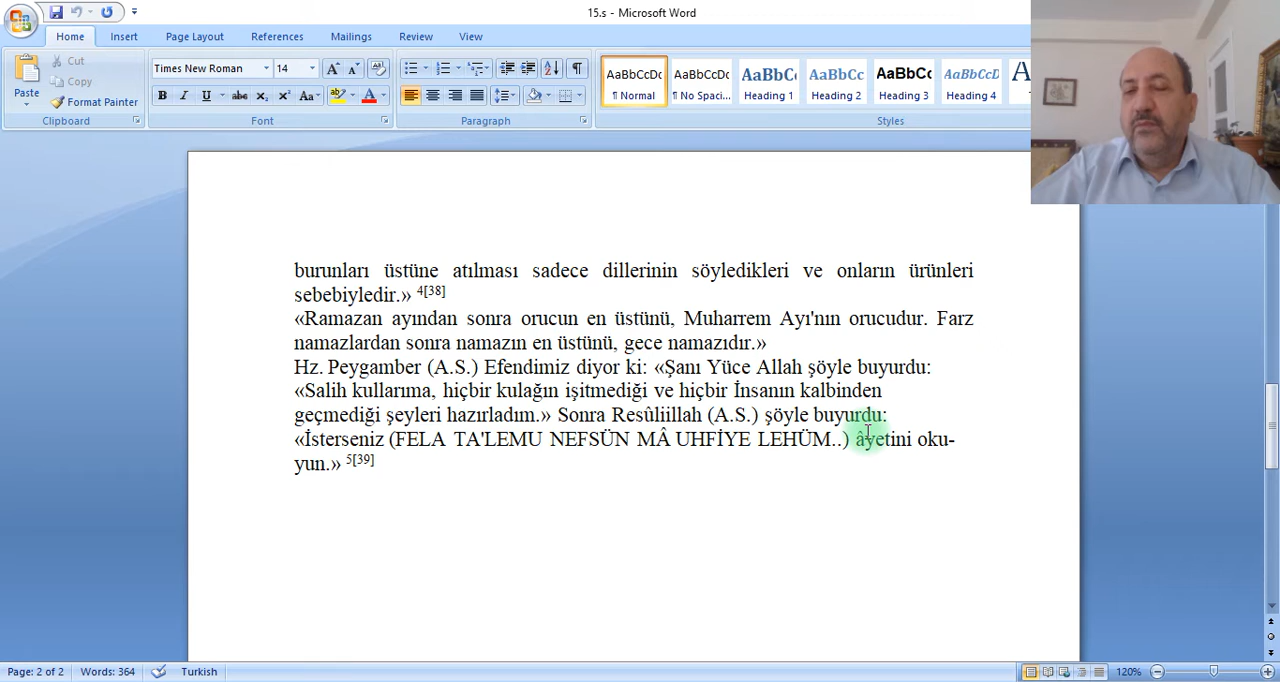 15.s - Microsoft Word
Home Insert Page Layout References Mailings Review View
Paste
Cut
Copy
Format Painter
Clipboard
Times New Roman 14
Font
Paragraph
AaBbCcDc AaBbCcDc AaBbC AaBbCc AaBbCc AaBbCcD
¶ Normal ¶ No Spaci... Heading 1 Heading 2 Heading 3 Heading 4
Styles
burunları üstüne atılması sadece dillerinin söyledikleri ve onların ürünleri
sebebiyledir.» 4[38]
«Ramazan ayından sonra orucun en üstünü, Muharrem Ayı'nın orucudur. Farz
namazlardan sonra namazın en üstünü, gece namazıdır.»
Hz. Peygamber (A.S.) Efendimiz diyor ki: «Şanı Yüce Allah şöyle buyurdu:
«Salih kullarıma, hiçbir kulağın işitmediği ve hiçbir İnsanın kalbinden
geçmediği şeyleri hazırladım.» Sonra Resûliillah (A.S.) şöyle buyurdu:
«İsterseniz (FELA TA'LEMU NEFSÜN MÂ UHFİYE LEHÜM..) âyetini oku-
yun.» 5[39]
Page: 2 of 2 Words: 364 Turkish 120%